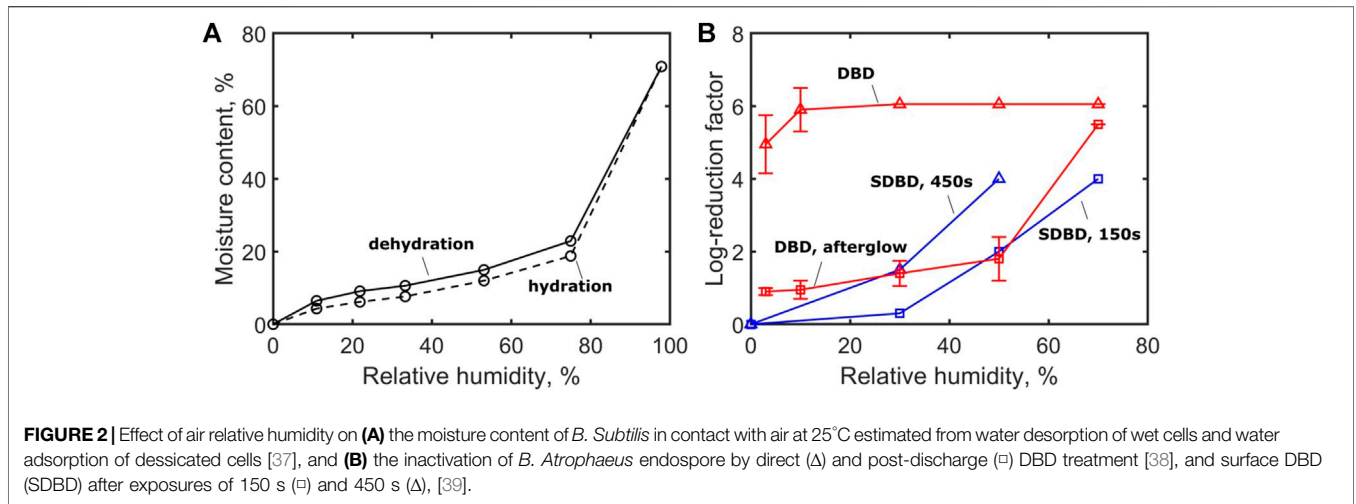 A
80
60
40
20
0
Moisture content, %
dehydration
hydration
0 20 40 60 80 100
Relative humidity, %
B
8
6
4
2
0
Log-reduction factor
DBD
SDBD, 450s
DBD, afterglow
SDBD, 150s
0 20 40 60 80
Relative humidity, %
FIGURE 2 | Effect of air relative humidity on (A) the moisture content of B. Subtilis in contact with air at 25°C estimated from water desorption of wet cells and water
adsorption of dessicated cells [37], and (B) the inactivation of B. Atrophaeus endospore by direct (Δ) and post-discharge (□) DBD treatment [38], and surface DBD
(SDBD) after exposures of 150 s (□) and 450 s (Δ), [39].